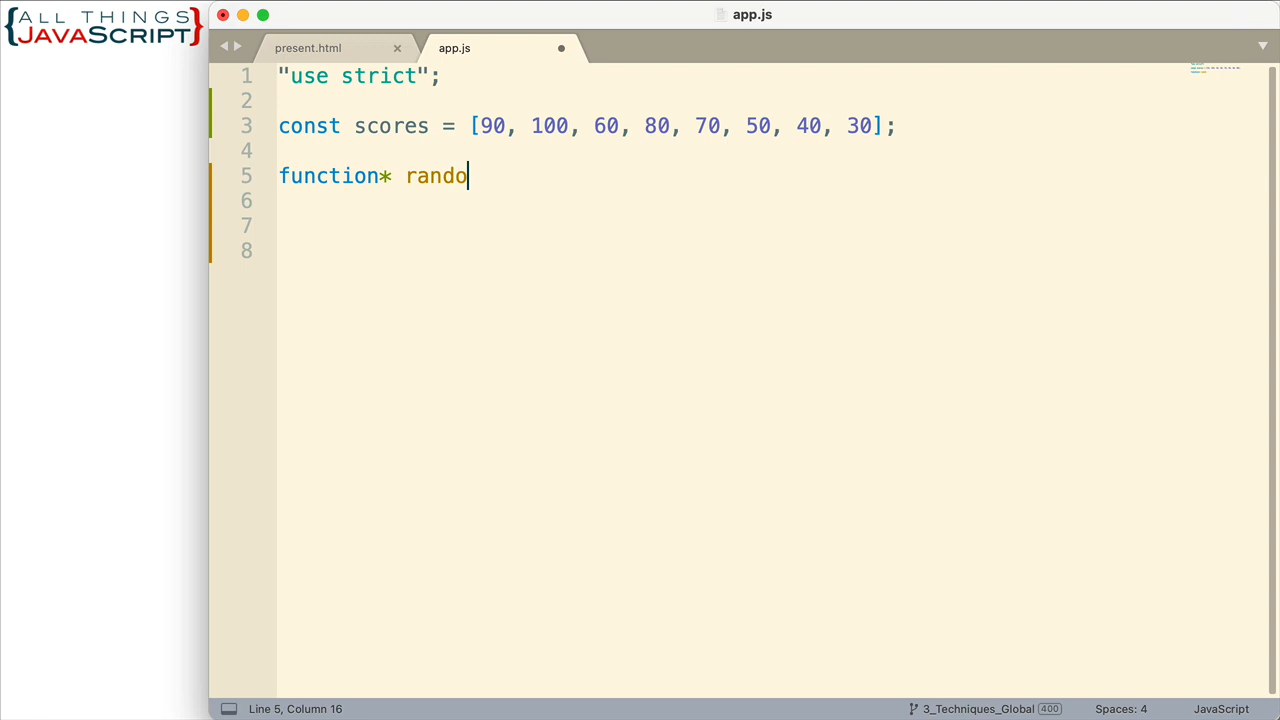 {ALL THINGS
JAVASCRIPT}
app.js
present.html ×
app.js
1 "use strict";
2
3 const scores = [90, 100, 60, 80, 70, 50, 40, 30];
4
5 function* rando
6
7
8
Line 5, Column 16
3_Techniques_Global 400
Spaces: 4
JavaScript